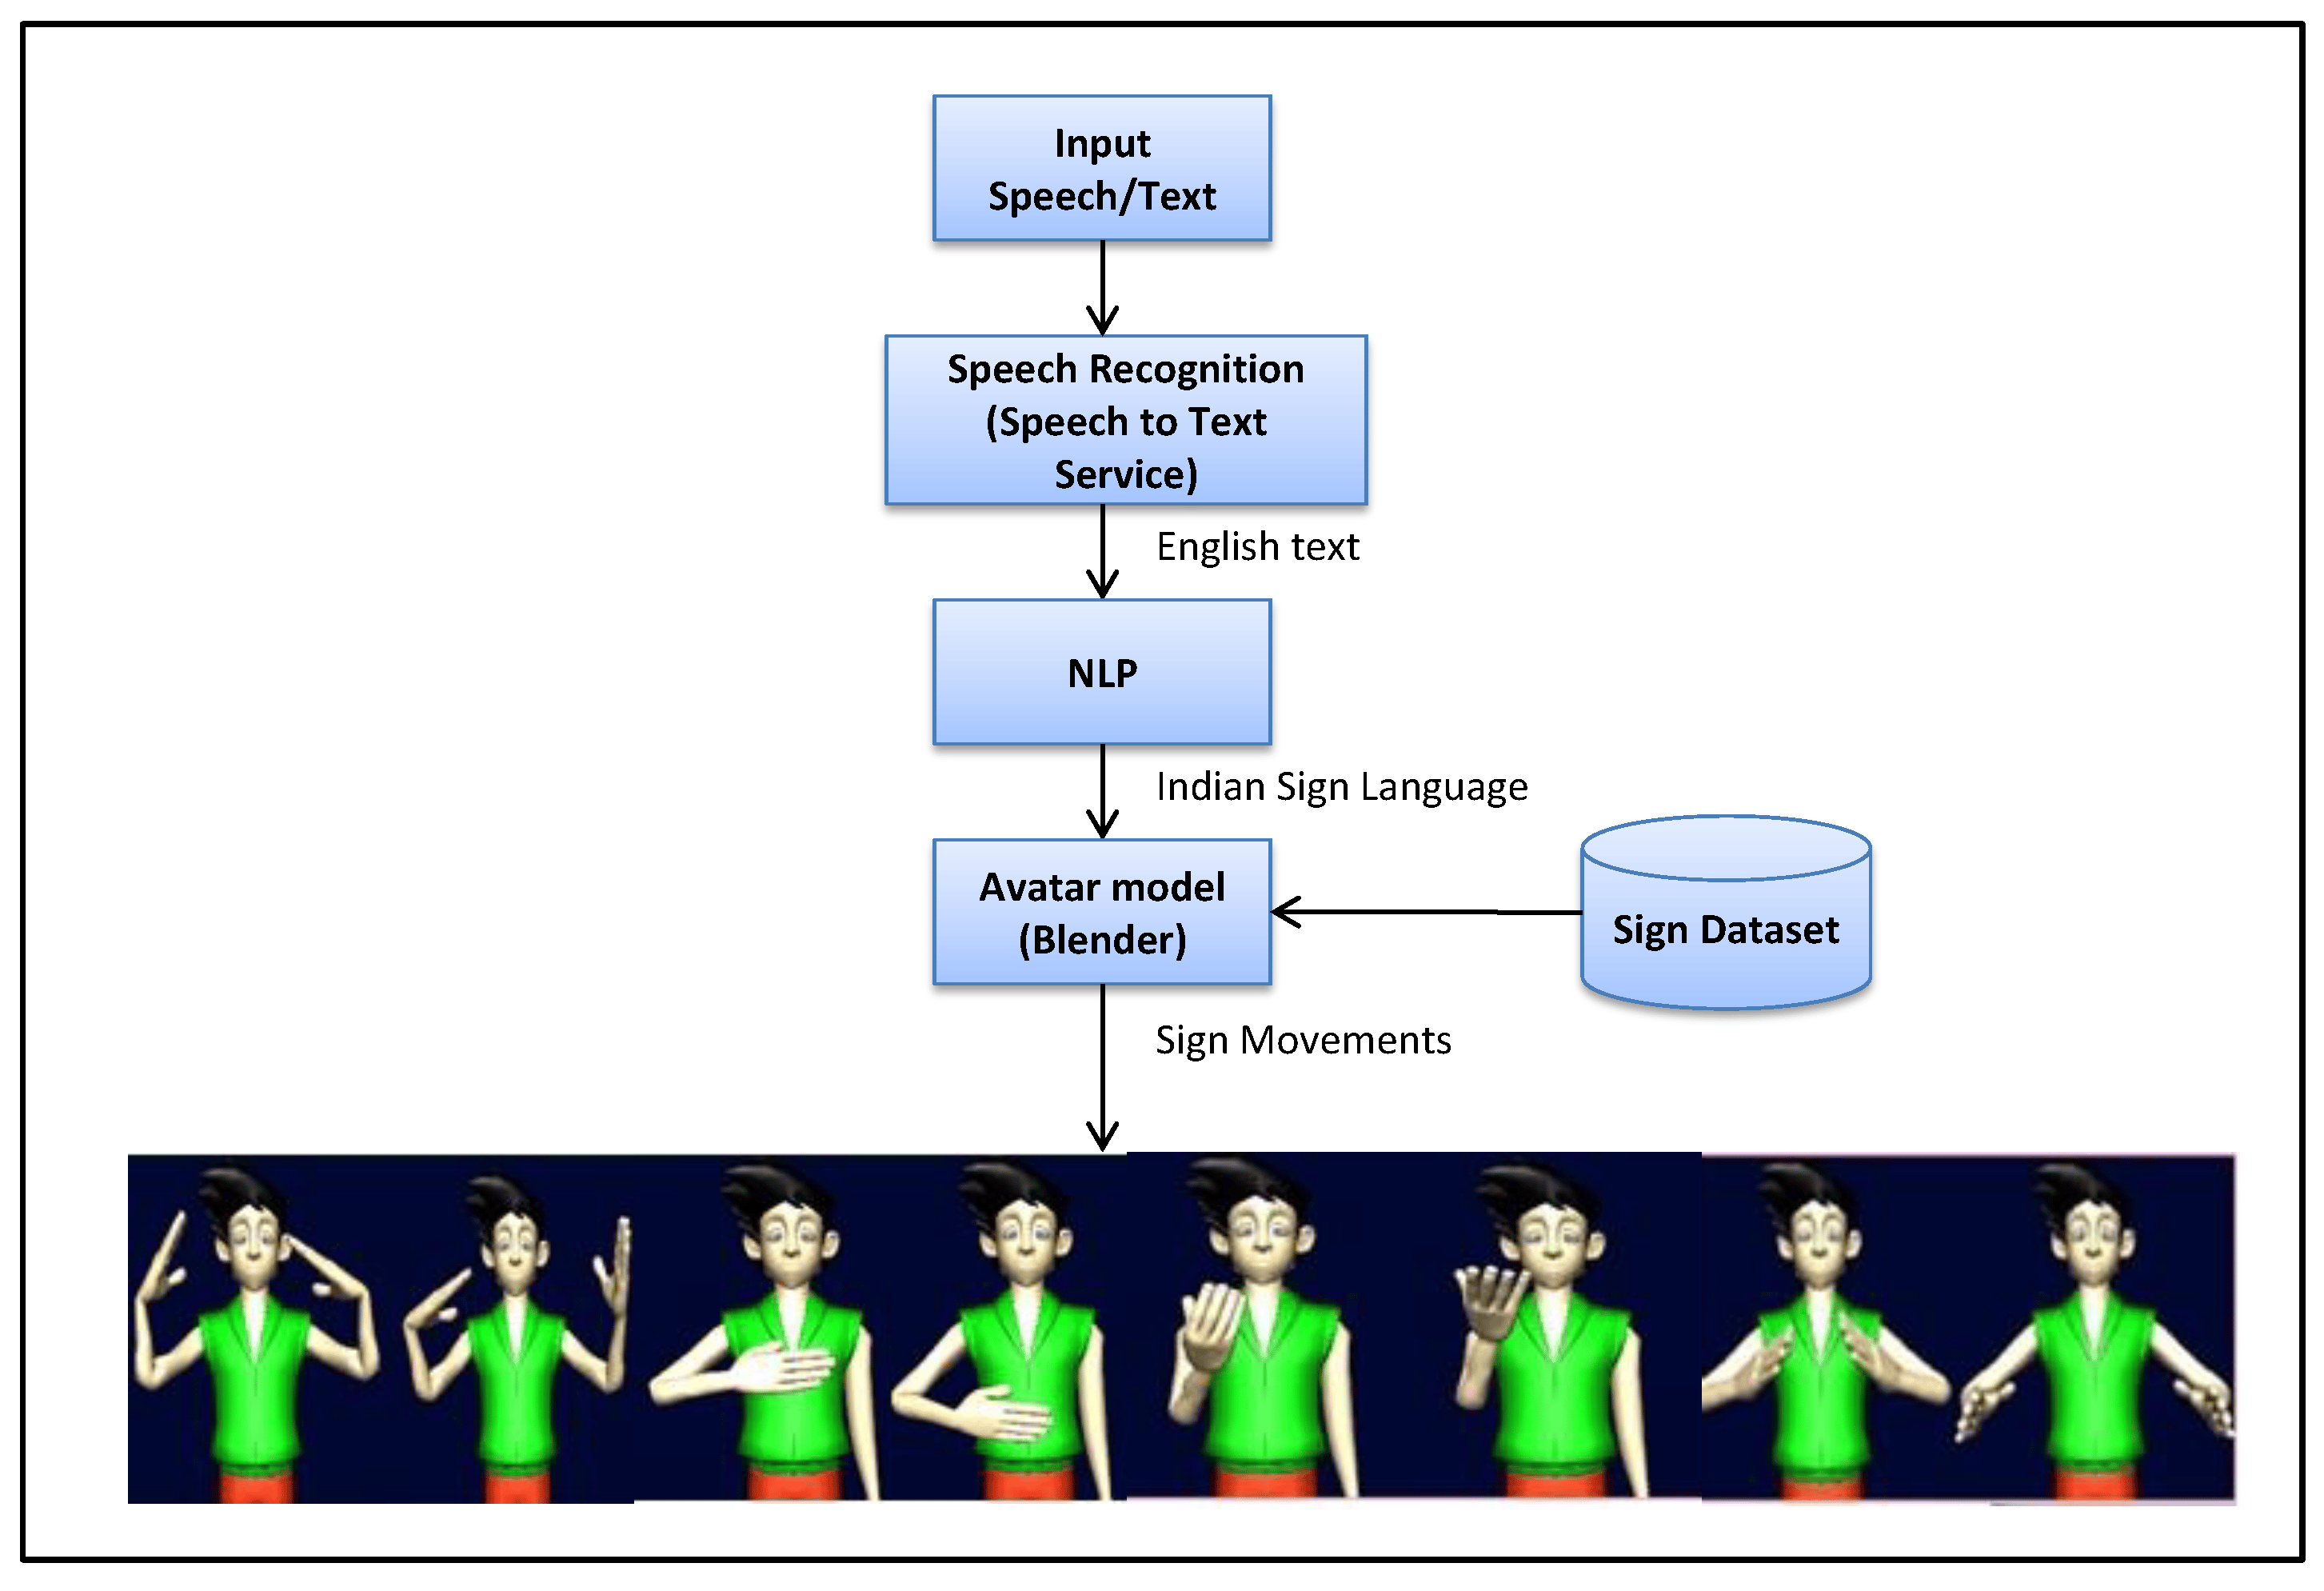 Input
Speech/Text
Speech Recognition
(Speech to Text
Service)
English text
NLP
Indian Sign Language
Avatar model
(Blender)
Sign Dataset
Sign Movements